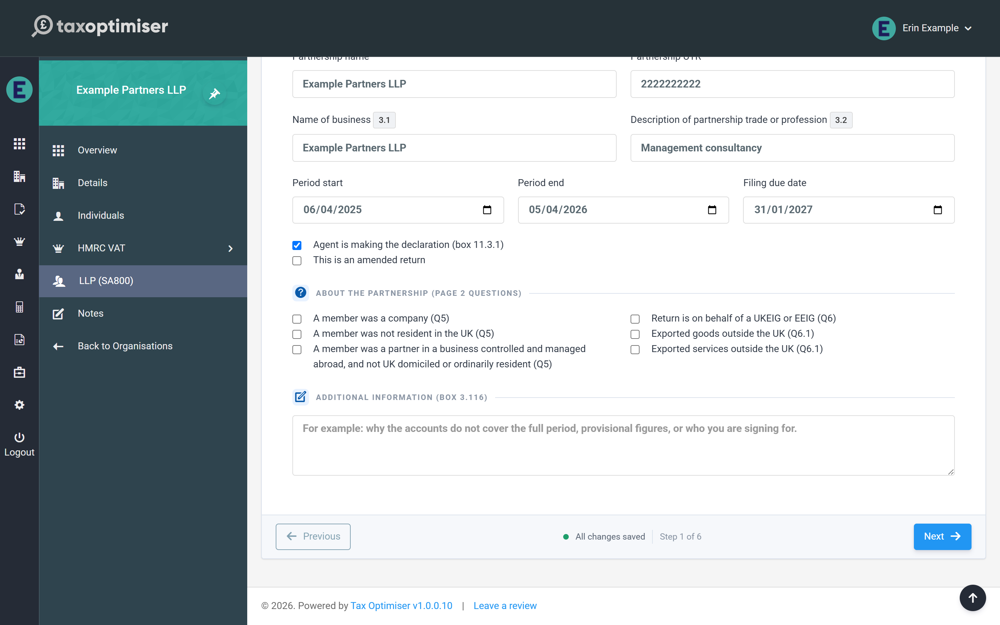 taxoptimiser
Erin Example
Example Partners LLP
Overview
Details
Individuals
HMRC VAT
LLP (SA800)
Notes
Back to Organisations
Logout
Partnership name
Partnership UTR
Example Partners LLP
2222222222
Name of business 3.1
Description of partnership trade or profession 3.2
Example Partners LLP
Management consultancy
Period start
Period end
Filing due date
06/04/2025
05/04/2026
31/01/2027
Agent is making the declaration (box 11.3.1)
This is an amended return
ABOUT THE PARTNERSHIP (PAGE 2 QUESTIONS)
A member was a company (Q5)
A member was not resident in the UK (Q5)
A member was a partner in a business controlled and managed
abroad, and not UK domiciled or ordinarily resident (Q5)
Return is on behalf of a UKEIG or EEIG (Q6)
Exported goods outside the UK (Q6.1)
Exported services outside the UK (Q6.1)
ADDITIONAL INFORMATION (BOX 3.116)
For example: why the accounts do not cover the full period, provisional figures, or who you are signing for.
Previous
All changes saved
Step 1 of 6
Next
© 2026. Powered by Tax Optimiser v1.0.0.10 | Leave a review